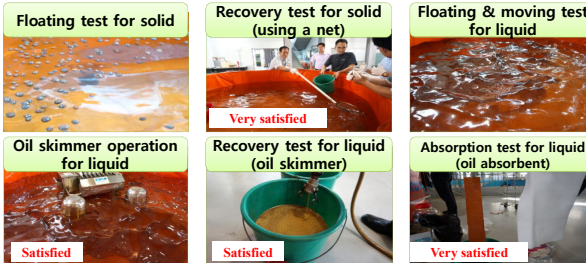 Floating test for solid
Recovery test for solid
(using a net)
Very satisfied
Floating & moving test
for liquid
Oil skimmer operation
for liquid
Satisfied
Recovery test for liquid
(oil skimmer)
Satisfied
Absorption test for liquid
(oil absorbent)
Very satisfied